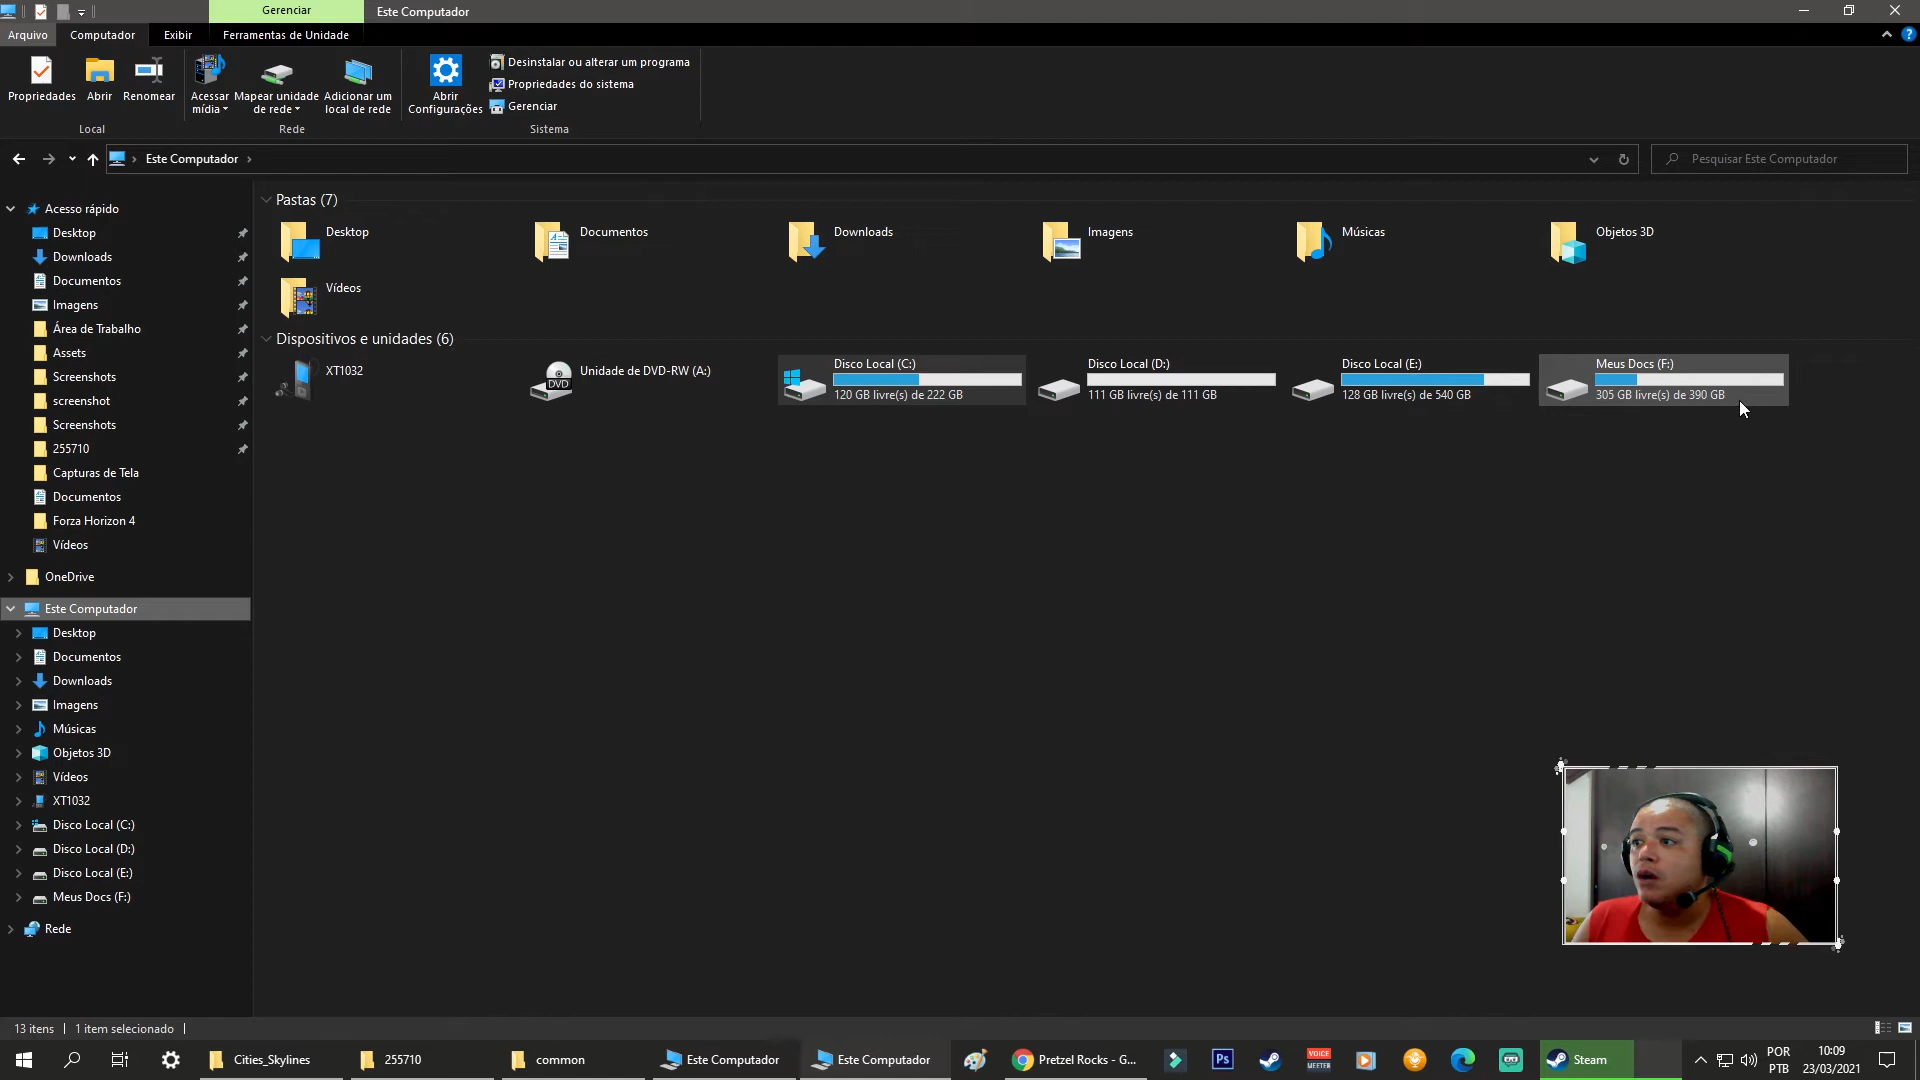 Gerenciar
Este Computador
Arquivo
Computador
Exibir
Ferramentas de Unidade
Propriedades
Abrir
Renomear
Acessar mídia
Mapear unidade de rede
Adicionar um local de rede
Abrir Configurações
Desinstalar ou alterar um programa
Propriedades do sistema
Gerenciar
Local
Rede
Sistema
Este Computador
Pesquisar Este Computador
Acesso rápido
Desktop
Downloads
Documentos
Imagens
Área de Trabalho
Assets
Screenshots
screenshot
Screenshots
255710
Capturas de Tela
Documentos
Forza Horizon 4
Vídeos
OneDrive
Este Computador
Desktop
Documentos
Downloads
Imagens
Músicas
Objetos 3D
Vídeos
XT1032
Disco Local (C:)
Disco Local (D:)
Disco Local (E:)
Meus Docs (F:)
Rede
Pastas (7)
Desktop
Documentos
Downloads
Imagens
Músicas
Objetos 3D
Vídeos
Dispositivos e unidades (6)
XT1032
Unidade de DVD-RW (A:)
DVD
Disco Local (C:)
120 GB livre(s) de 222 GB
Disco Local (D:)
111 GB livre(s) de 111 GB
Disco Local (E:)
128 GB livre(s) de 540 GB
Meus Docs (F:)
305 GB livre(s) de 390 GB
13 itens
1 item selecionado
Cities_Skylines
255710
common
Este Computador
Este Computador
Pretzel Rocks - G...
Ps
VOICE
MEETER
Steam
POR
PTB
10:09
23/03/2021